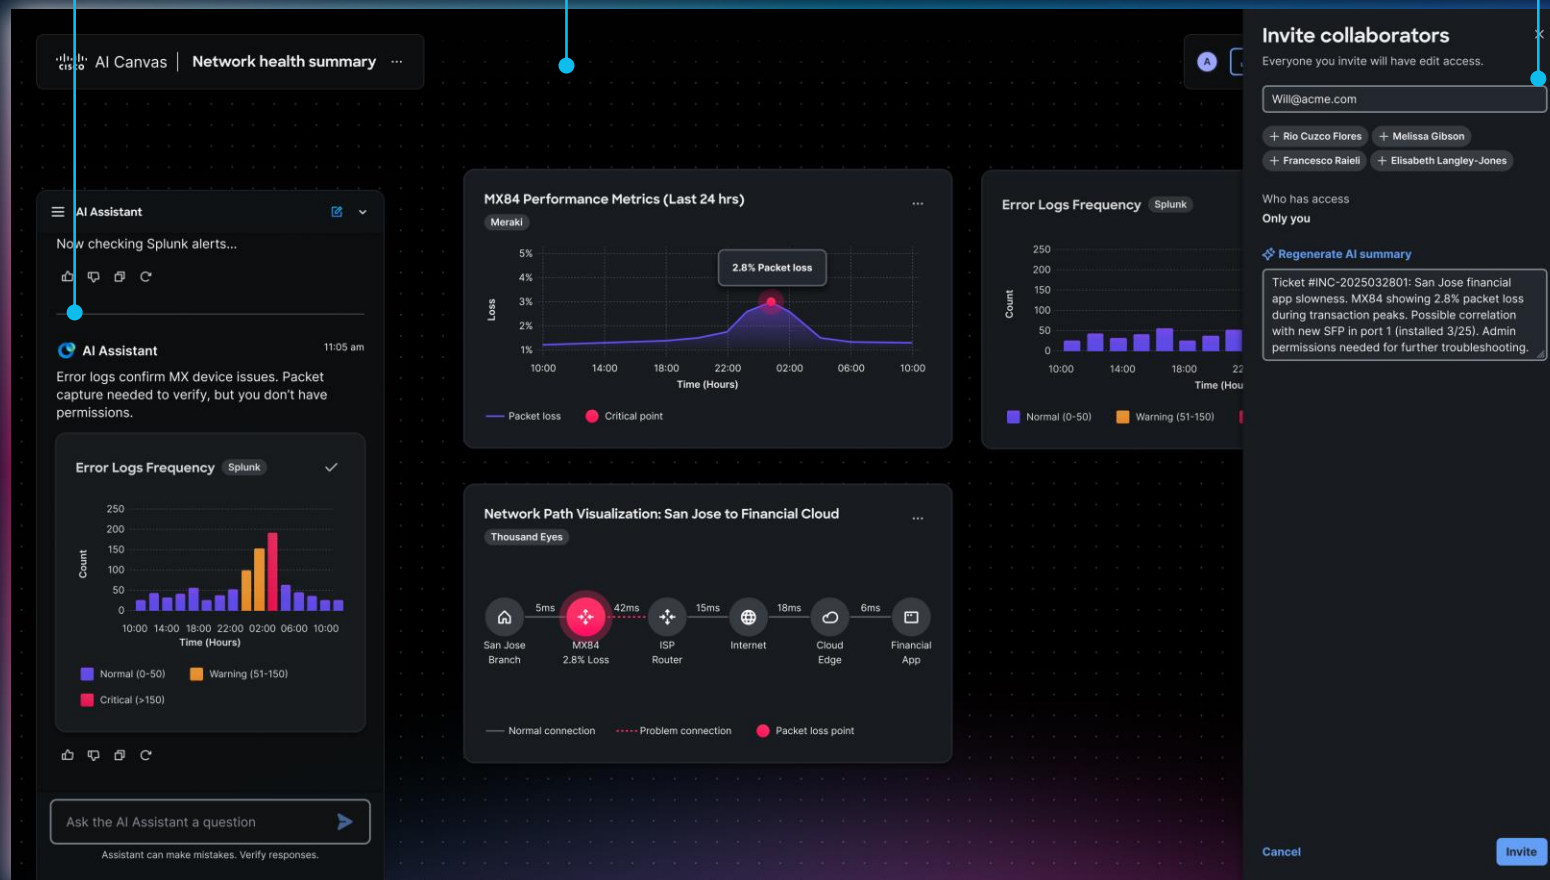 CISCO AI Canvas | Network health summary ...
A
AI Assistant
Now checking Splunk alerts...
AI Assistant 11:05 am
Error logs confirm MX device issues. Packet
capture needed to verify, but you don't have
permissions.
Error Logs Frequency Splunk
250
200
150
100
50
0
Count
10:00 14:00 18:00 22:00 02:00 06:00 10:00
Time (Hours)
Normal (0-50) Warning (51-150)
Critical (>150)
Ask the AI Assistant a question
Assistant can make mistakes. Verify responses.
MX84 Performance Metrics (Last 24 hrs) ...
Meraki
5%
4%
3%
2%
1%
Loss
2.8% Packet loss
10:00 14:00 18:00 22:00 02:00 06:00 10:00
Time (Hours)
Packet loss Critical point
Error Logs Frequency Splunk
250
200
150
100
50
0
Count
10:00 14:00 18:00 22
Time (Hou
Normal (0-50) Warning (51-150)
Network Path Visualization: San Jose to Financial Cloud ...
Thousand Eyes
5ms 42ms 15ms 18ms 6ms
San Jose MX84 ISP Internet Cloud Financial
Branch 2.8% Loss Router Edge App
Normal connection Problem connection Packet loss point
Invite collaborators
Everyone you invite will have edit access.
Will@acme.com
+ Rio Cuzco Flores + Melissa Gibson
+ Francesco Raieli + Elisabeth Langley-Jones
Who has access
Only you
Regenerate AI summary
Ticket #INC-2025032801: San Jose financial
app slowness. MX84 showing 2.8% packet loss
during transaction peaks. Possible correlation
with new SFP in port 1 (installed 3/25). Admin
permissions needed for further troubleshooting.
Cancel Invite